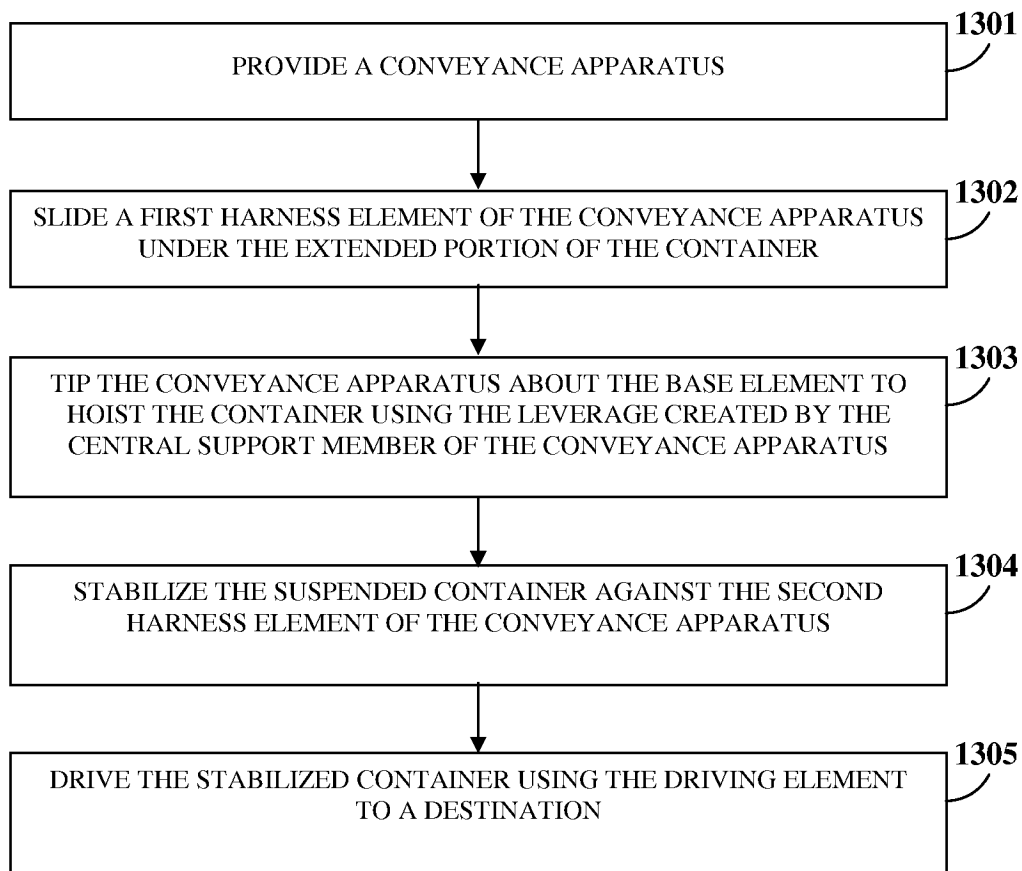 1301
PROVIDE A CONVEYANCE APPARATUS
1302
SLIDE A FIRST HARNESS ELEMENT OF THE CONVEYANCE APPARATUS
UNDER THE EXTENDED PORTION OF THE CONTAINER
1303
TIP THE CONVEYANCE APPARATUS ABOUT THE BASE ELEMENT TO
HOIST THE CONTAINER USING THE LEVERAGE CREATED BY THE
CENTRAL SUPPORT MEMBER OF THE CONVEYANCE APPARATUS
1304
STABILIZE THE SUSPENDED CONTAINER AGAINST THE SECOND
HARNESS ELEMENT OF THE CONVEYANCE APPARATUS
1305
DRIVE THE STABILIZED CONTAINER USING THE DRIVING ELEMENT
TO A DESTINATION